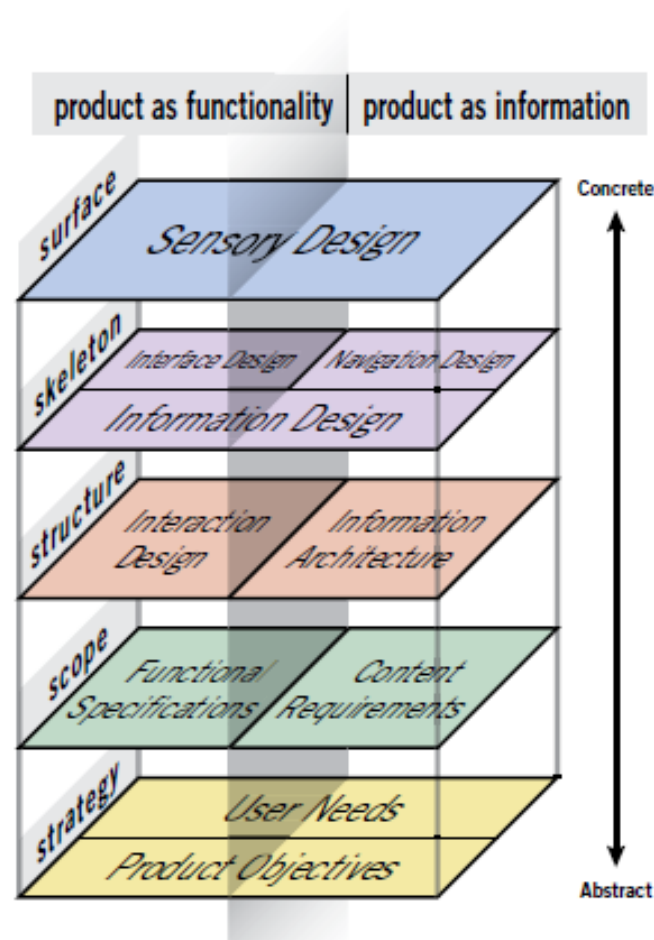 product as functionality
product as information
Concrete
surface
Sensory Design
skeleton
Interface Design
Navigation Design
Information Design
structure
Interaction
Design
Information
Architecture
scope
Functional
Specifications
Content
Requirements
strategy
User Needs
Product Objectives
Abstract